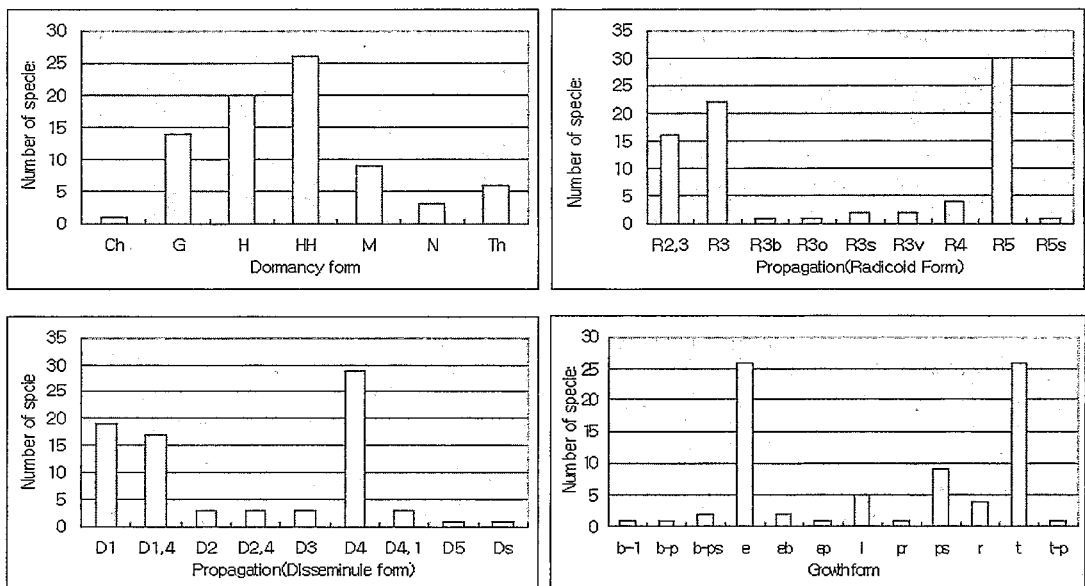 30
25
20
15
10
5
0
Number of specie:
Ch G H HH M N Th
Dormancy form
35
30
25
20
15
10
5
0
Number of specie:
R2,3 R3 R3b R3o R3s R3v R4 R5 R5s
Propagation(Radicoid Form)
35
30
25
20
15
10
5
0
Number of specie
D1 D1,4 D2 D2,4 D3 D4 D4,1 D5 Ds
Propagation(Disseminule form)
30
25
20
15
10
5
0
Number of specie:
b-l b-p b-ps e eb ep l pr ps r t t-p
Growth form